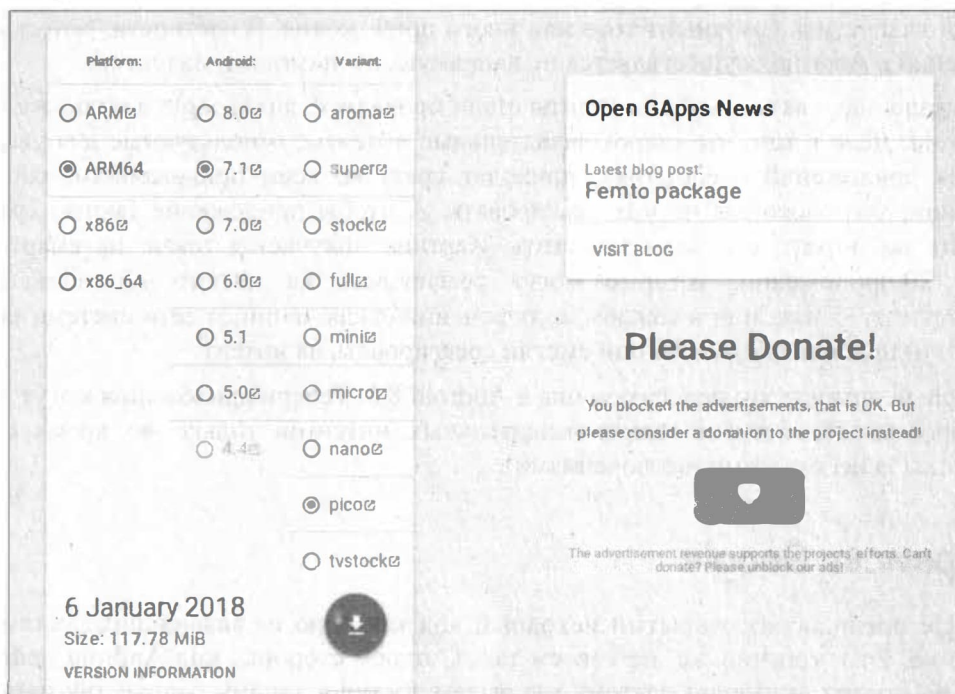 Platform: Android: Variant:
ARM 8.0 aroma
ARM64 7.1 super
x86 7.0 stock
x86_64 6.0 full
5.1 mini
5.0 micro
4.4 nano
pico
tvstock
6 January 2018
Size: 117.78 MiB
VERSION INFORMATION
Open GApps News
Latest blog post:
Femto package
VISIT BLOG
Please Donate!
You blocked the advertisements, that is OK. But
please consider a donation to the project instead!
The advertisement revenue supports the projects' efforts. Can't
donate? Please unblock our ads!